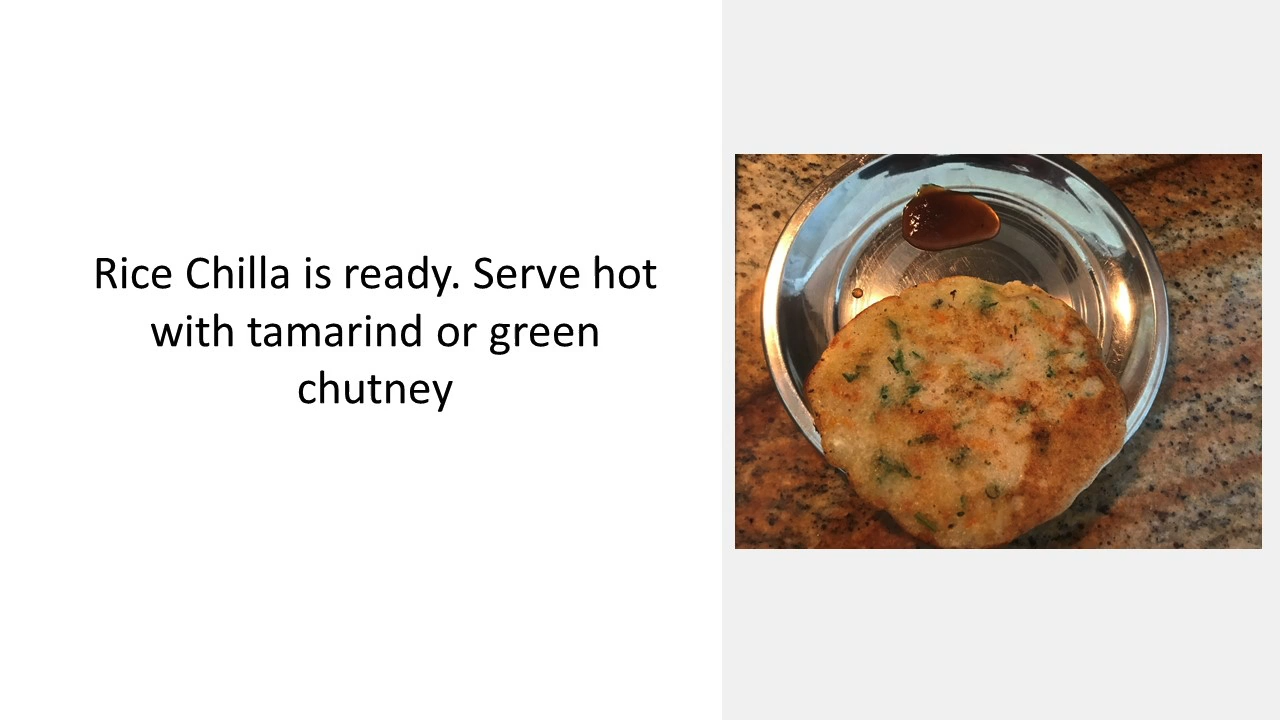 Rice Chilla is ready. Serve hot
with tamarind or green
chutney